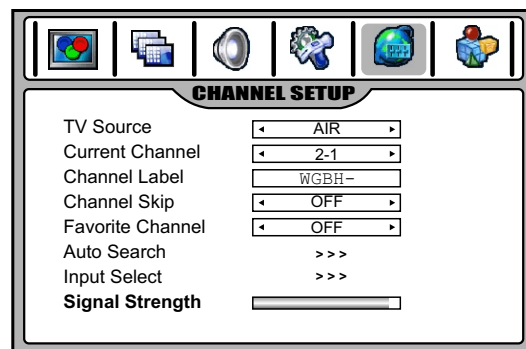 CHANNEL SETUP
TV Source AIR
Current Channel 2-1
Channel Label WGBH-
Channel Skip OFF
Favorite Channel OFF
Auto Search >>>
Input Select >>>
Signal Strength